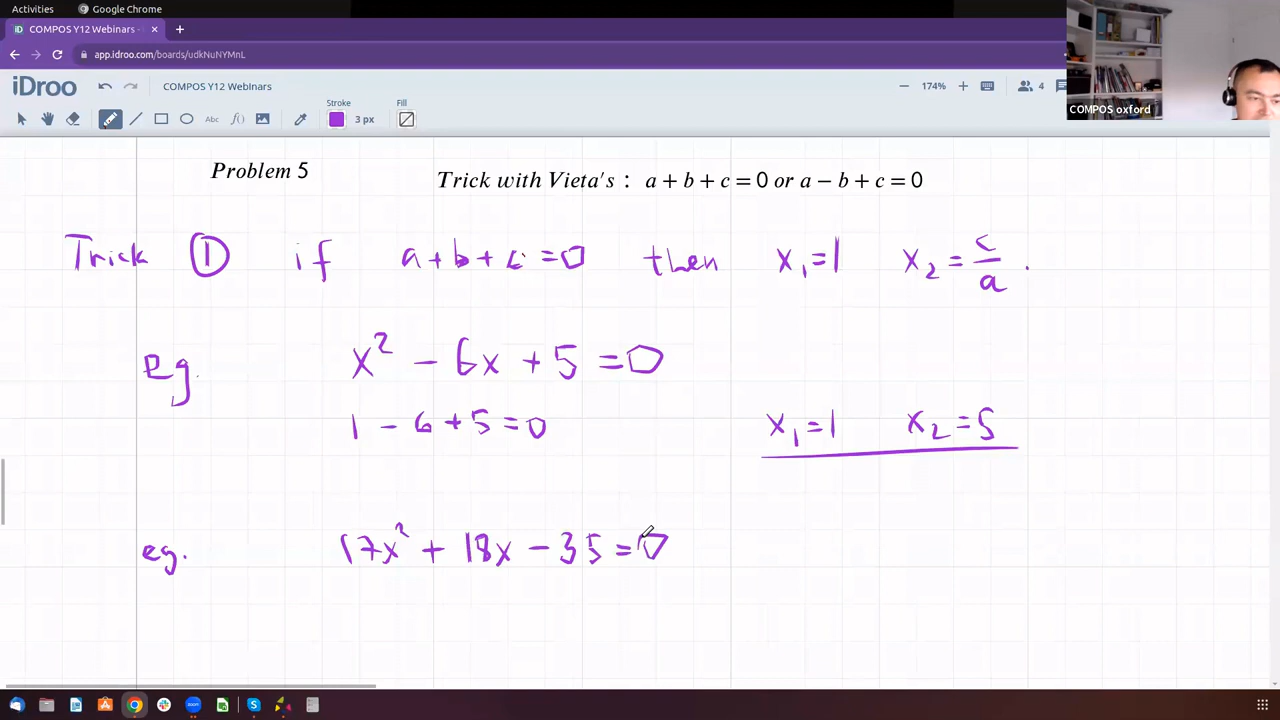 Activities Google Chrome
COMPOS Y12 Webinars -
app.idroo.com/boards/udkNuNYMnL
iDroo COMPOS Y12 Webinars 174% 4
Abc f() Stroke 3 px Fill
COMPOS oxford
Problem 5 Trick with Vieta's : a + b + c = 0 or a − b + c = 0
Trick ① if a+b+c=0 then x₁=1 x₂=c/a.
eg. x² − 6x + 5 = 0
1 − 6 + 5 = 0 x₁=1 x₂=5
eg. 17x² + 18x − 35 = 0